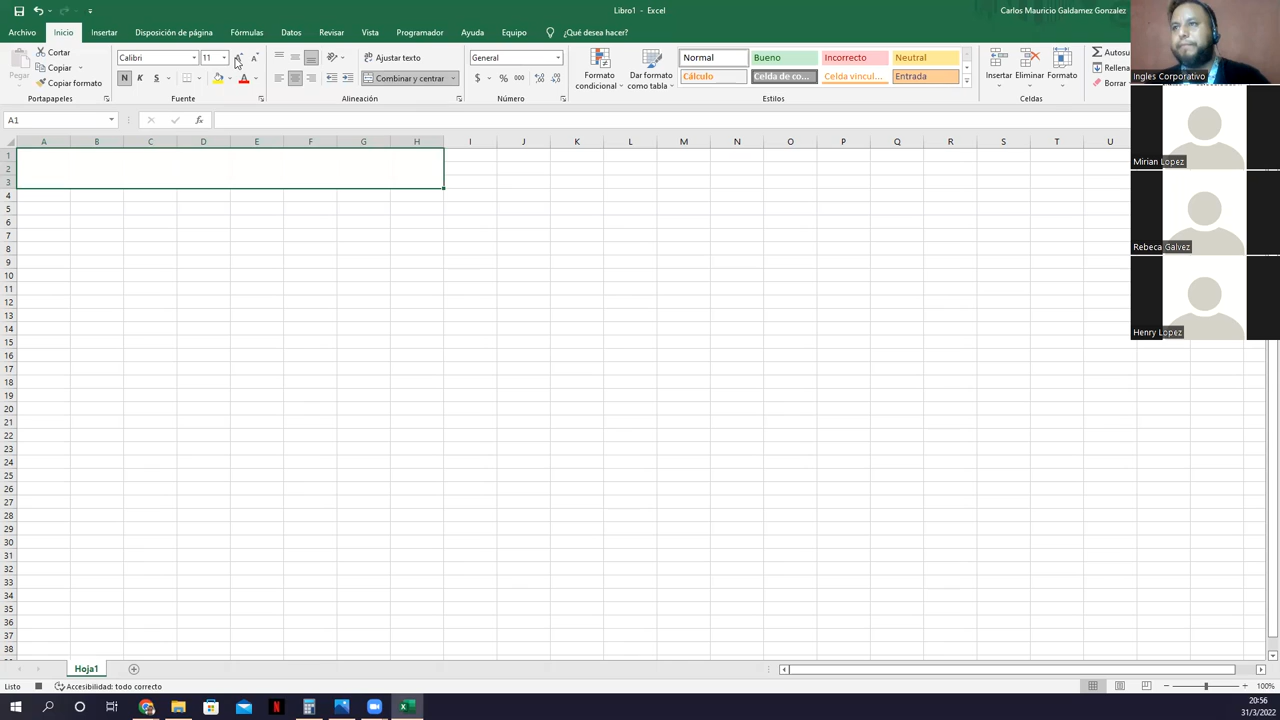 Libro1 - Excel
Carlos Mauricio Galdamez Gonzalez
Archivo Inicio Insertar Disposición de página Fórmulas Datos Revisar Vista Programador Ayuda Equipo ¿Qué desea hacer?
Pegar
Cortar
Copiar
Portapapeles
Calibri 11
N K S
Fuente
Ajustar texto
Combinar y centrar
Alineación
General
$ % 000
Número
Formato condicional
Dar formato como tabla
Normal Bueno Incorrecto Neutral
Cálculo Celda de co... Celda vincul... Entrada
Estilos
Insertar Eliminar Formato
Celdas
Autosu
Rellena
Borrar
Ingles Corporativo
Mirian Lopez
Rebeca Galvez
Henry Lopez
A1 fx
A B C D E F G H I J K L M N O P Q R S T U
1
2
3
4
5
6
7
8
9
10
11
12
13
14
15
16
17
18
19
20
21
22
23
24
25
26
27
28
29
30
31
32
33
34
35
36
37
38
Hoja1
Listo Accesibilidad: todo correcto 100%
20:56
31/3/2022